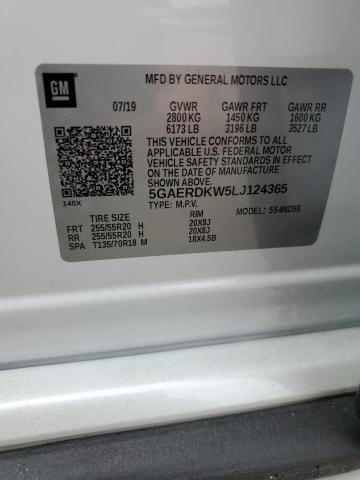 GM
MFD BY GENERAL MOTORS LLC
07/19 GVWR GAWR FRT GAWR RR
2800 KG 1450 KG 1600 KG
6173 LB 3196 LB 3527 LB
THIS VEHICLE CONFORMS TO ALL APPLICABLE
U.S. FEDERAL MOTOR
VEHICLE SAFETY STANDARDS IN
EFFECT ON THE DATE OF
MANUFACTURE SHOWN ABOVE.
5GAERDKW5LJ124365
140X TYPE: M.P.V.
TIRE SIZE RIM
FRT 255/55R20 H 20X8J
RR 255/55R20 H 20X8J
SPA T135/70R18 M 18X4.5B